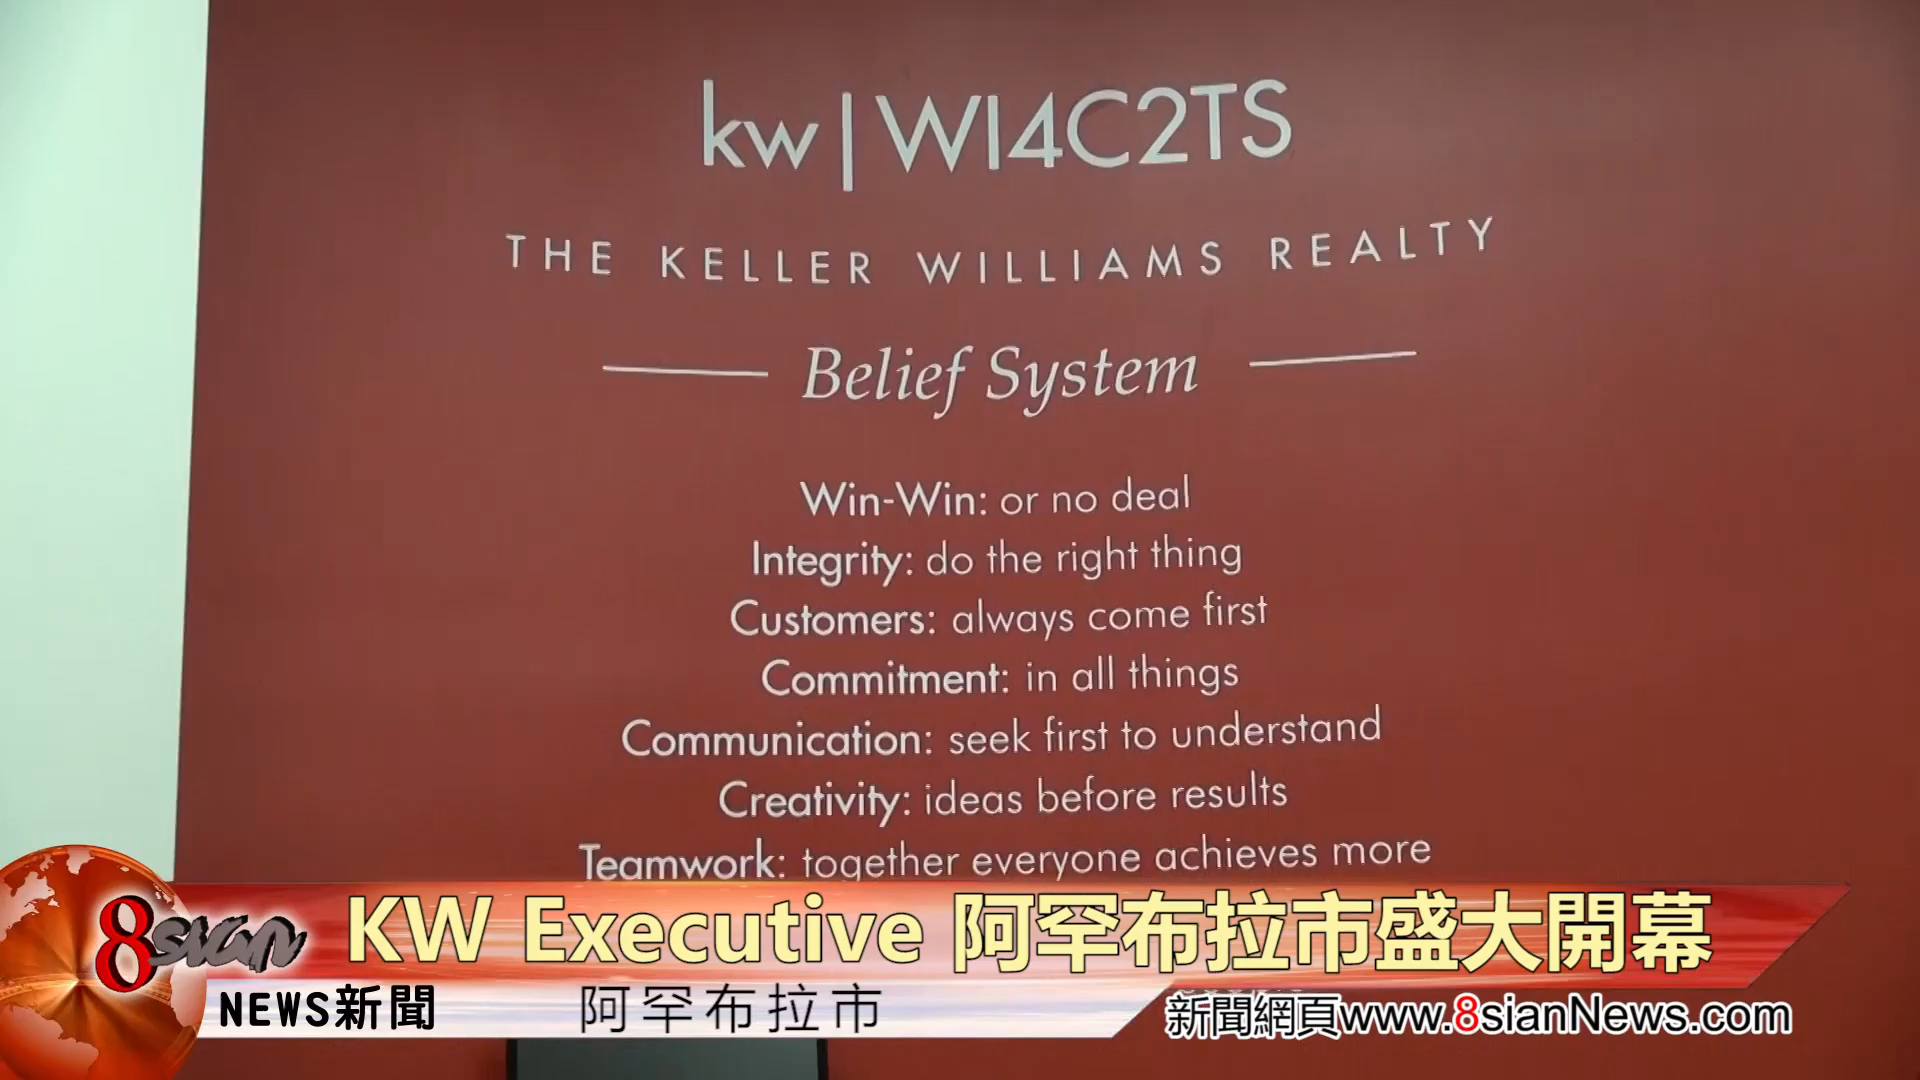 kw|WI4C2TS
THE KELLER WILLIAMS REALTY
Belief System
Win-Win: or no deal
Integrity: do the right thing
Customers: always come first
Commitment: in all things
Communication: seek first to understand
Creativity: ideas before results
Teamwork: together everyone achieves more
8sian
KW Executive 阿罕布拉市盛大開幕
NEWS新聞
阿罕布拉市
新聞網頁www.8sianNews.com